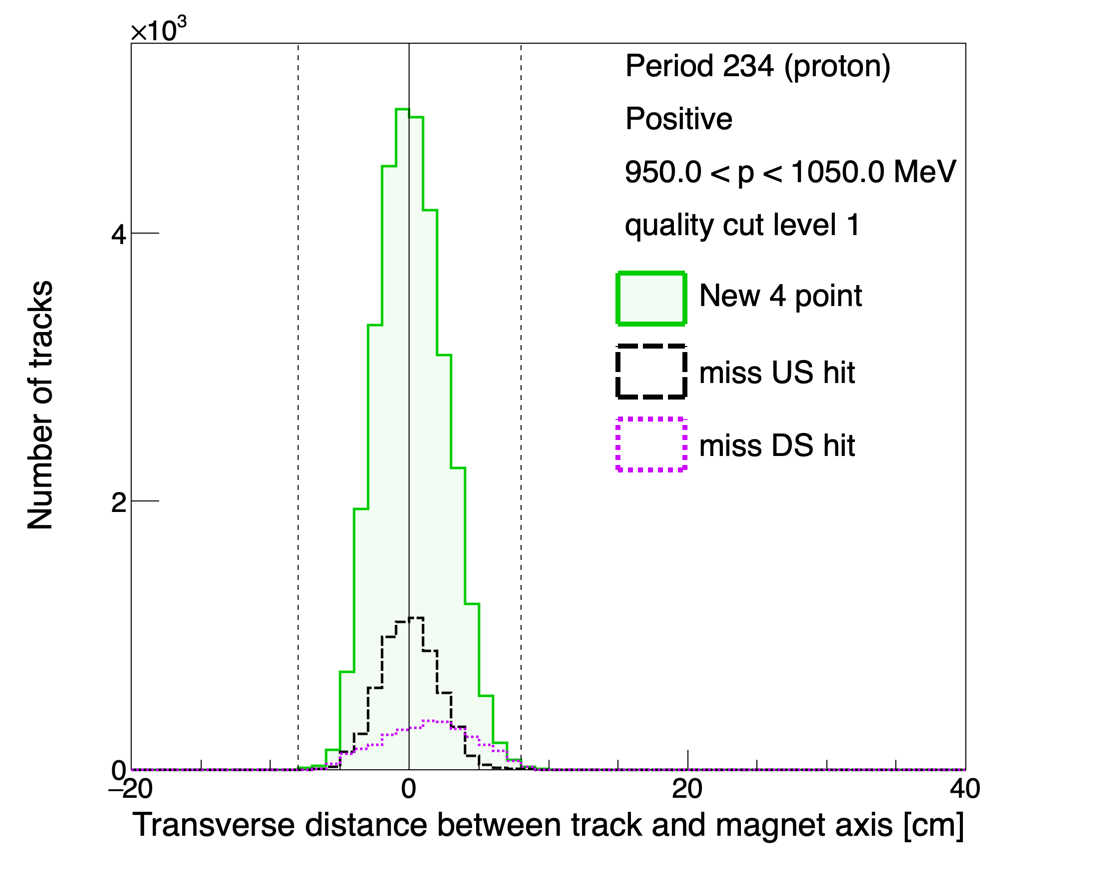 ×10³
Period 234 (proton)
Positive
950.0 < p < 1050.0 MeV
quality cut level 1
New 4 point
miss US hit
miss DS hit
Number of tracks
4
2
0
−20 0 20 40
Transverse distance between track and magnet axis [cm]